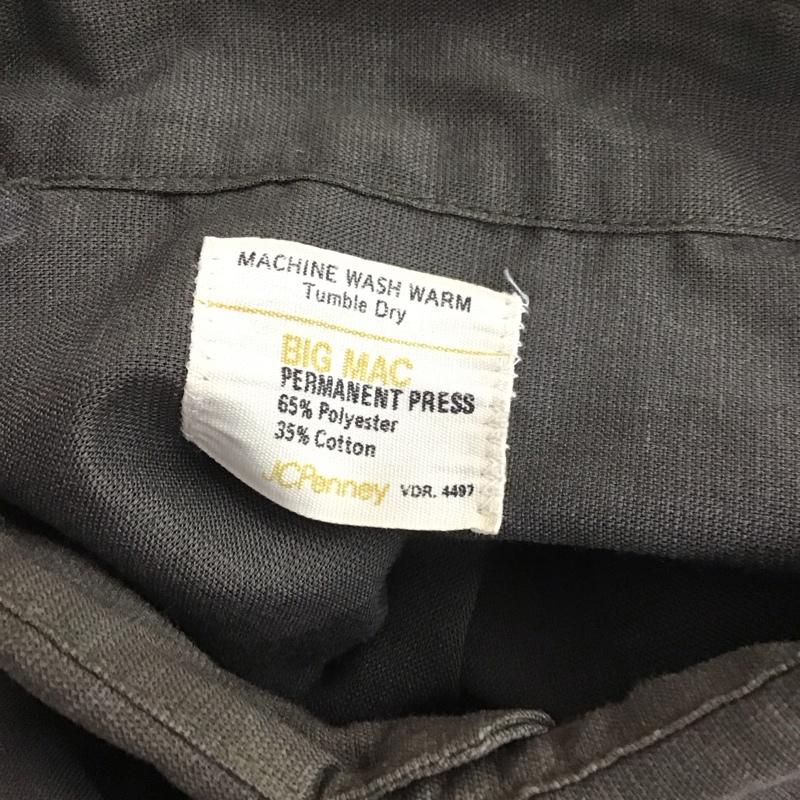 MACHINE WASH WARM
Tumble Dry
BIG MAC
PERMANENT PRESS
65% Polyester
35% Cotton
JCPenney VDR. 4497